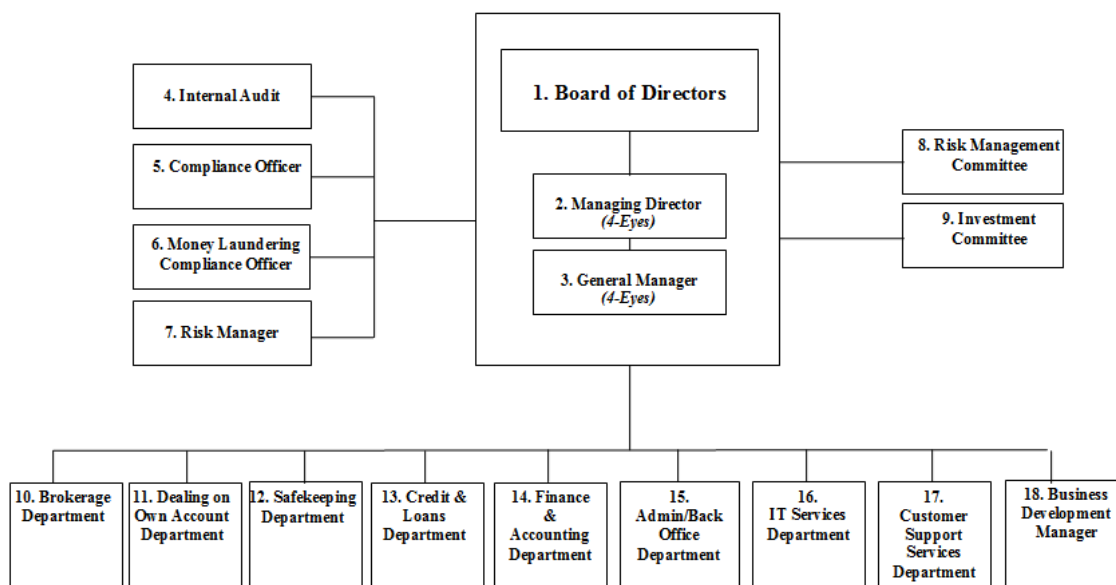 1. Board of Directors
2. Managing Director
(4-Eyes)
3. General Manager
(4-Eyes)
4. Internal Audit
5. Compliance Officer
6. Money Laundering
Compliance Officer
7. Risk Manager
8. Risk Management
Committee
9. Investment
Committee
10. Brokerage
Department
11. Dealing on
Own Account
Department
12. Safekeeping
Department
13. Credit &
Loans
Department
14. Finance
&
Accounting
Department
15.
Admin/Back
Office
Department
16.
IT Services
Department
17.
Customer
Support
Services
Department
18. Business
Development
Manager